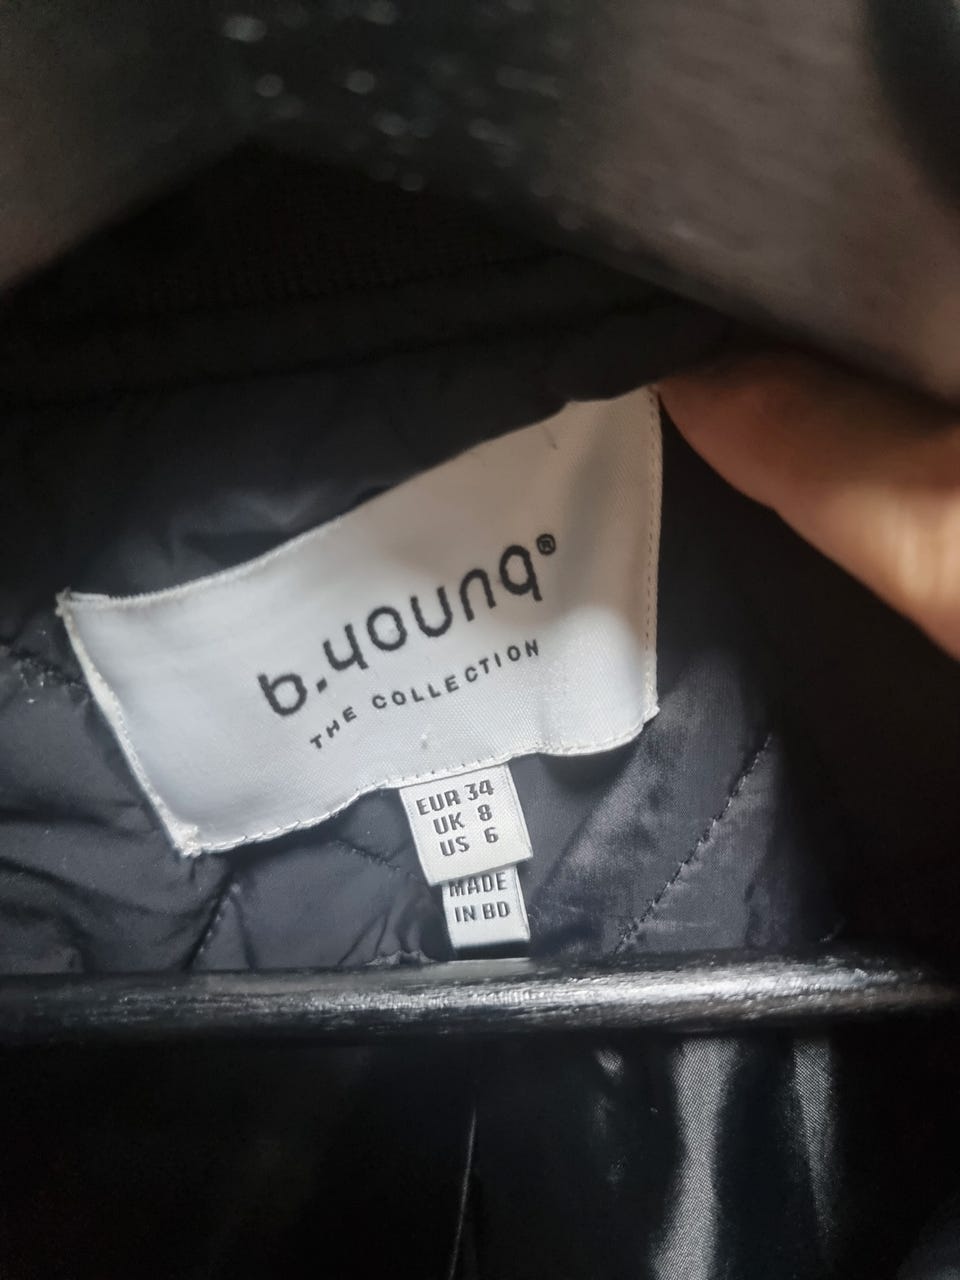 b.young®
THE COLLECTION
EUR 34
UK 8
US 6
MADE
IN BD